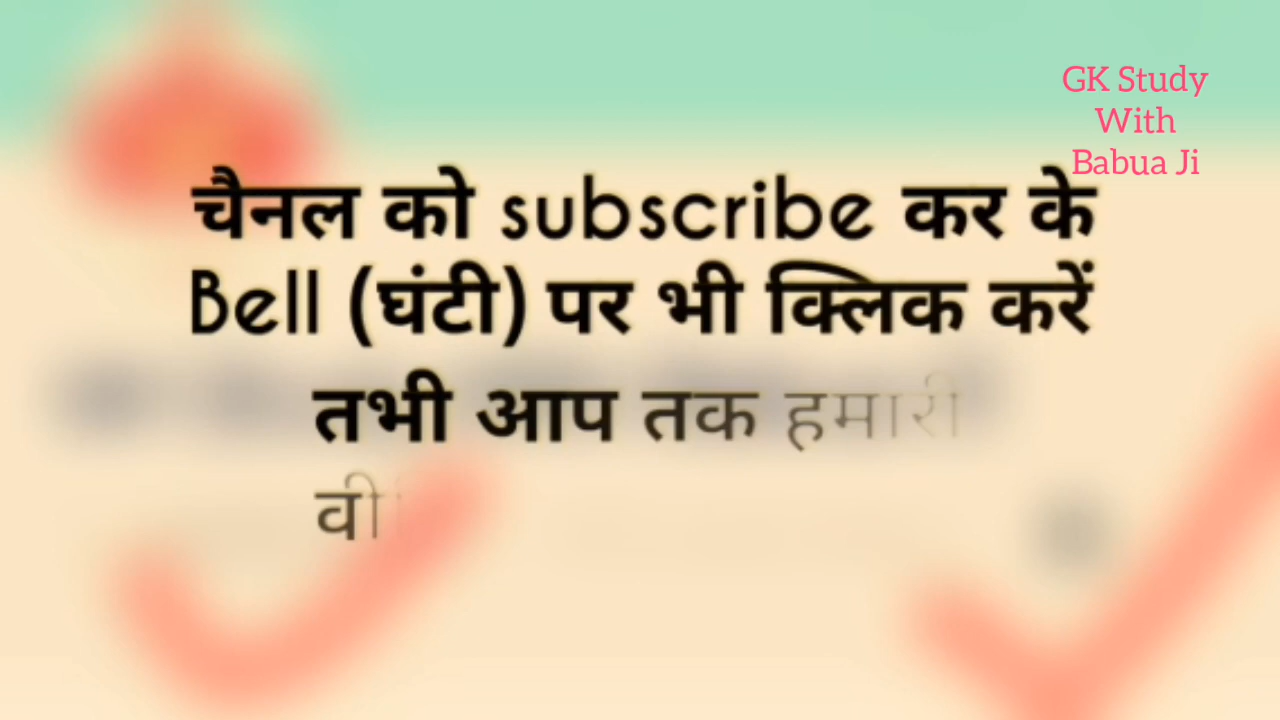 GK Study
With
Babua Ji
चैनल को subscribe कर के
Bell (घंटी) पर भी क्लिक करें
तभी आप तक हमारी